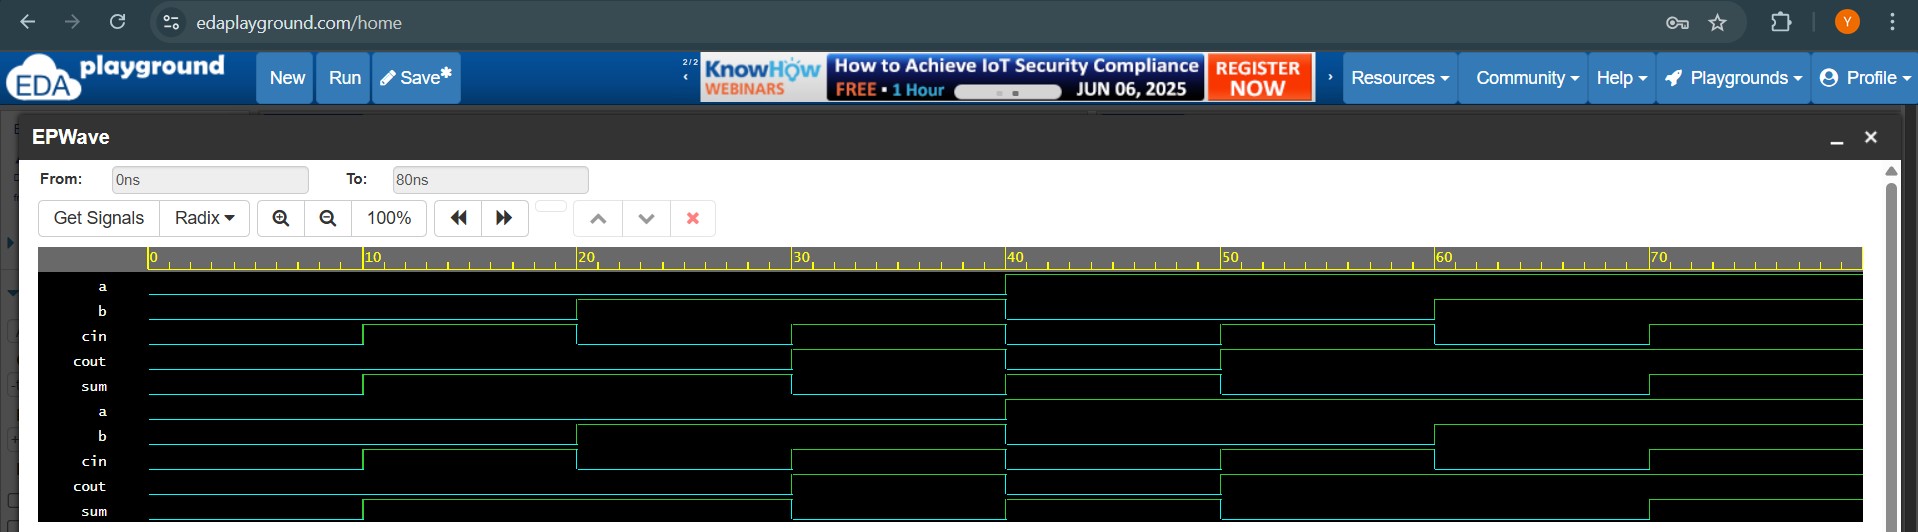 edaplayground.com/home
Y
EDA playground
New
Run
Save*
2/2
KnowHow
WEBINARS
How to Achieve IoT Security Compliance
FREE • 1 Hour
JUN 06, 2025
REGISTER
NOW
Resources
Community
Help
Playgrounds
Profile
EPWave
From:
0ns
To:
80ns
Get Signals
Radix
100%
0 10 20 30 40 50 60 70
a
b
cin
cout
sum
a
b
cin
cout
sum